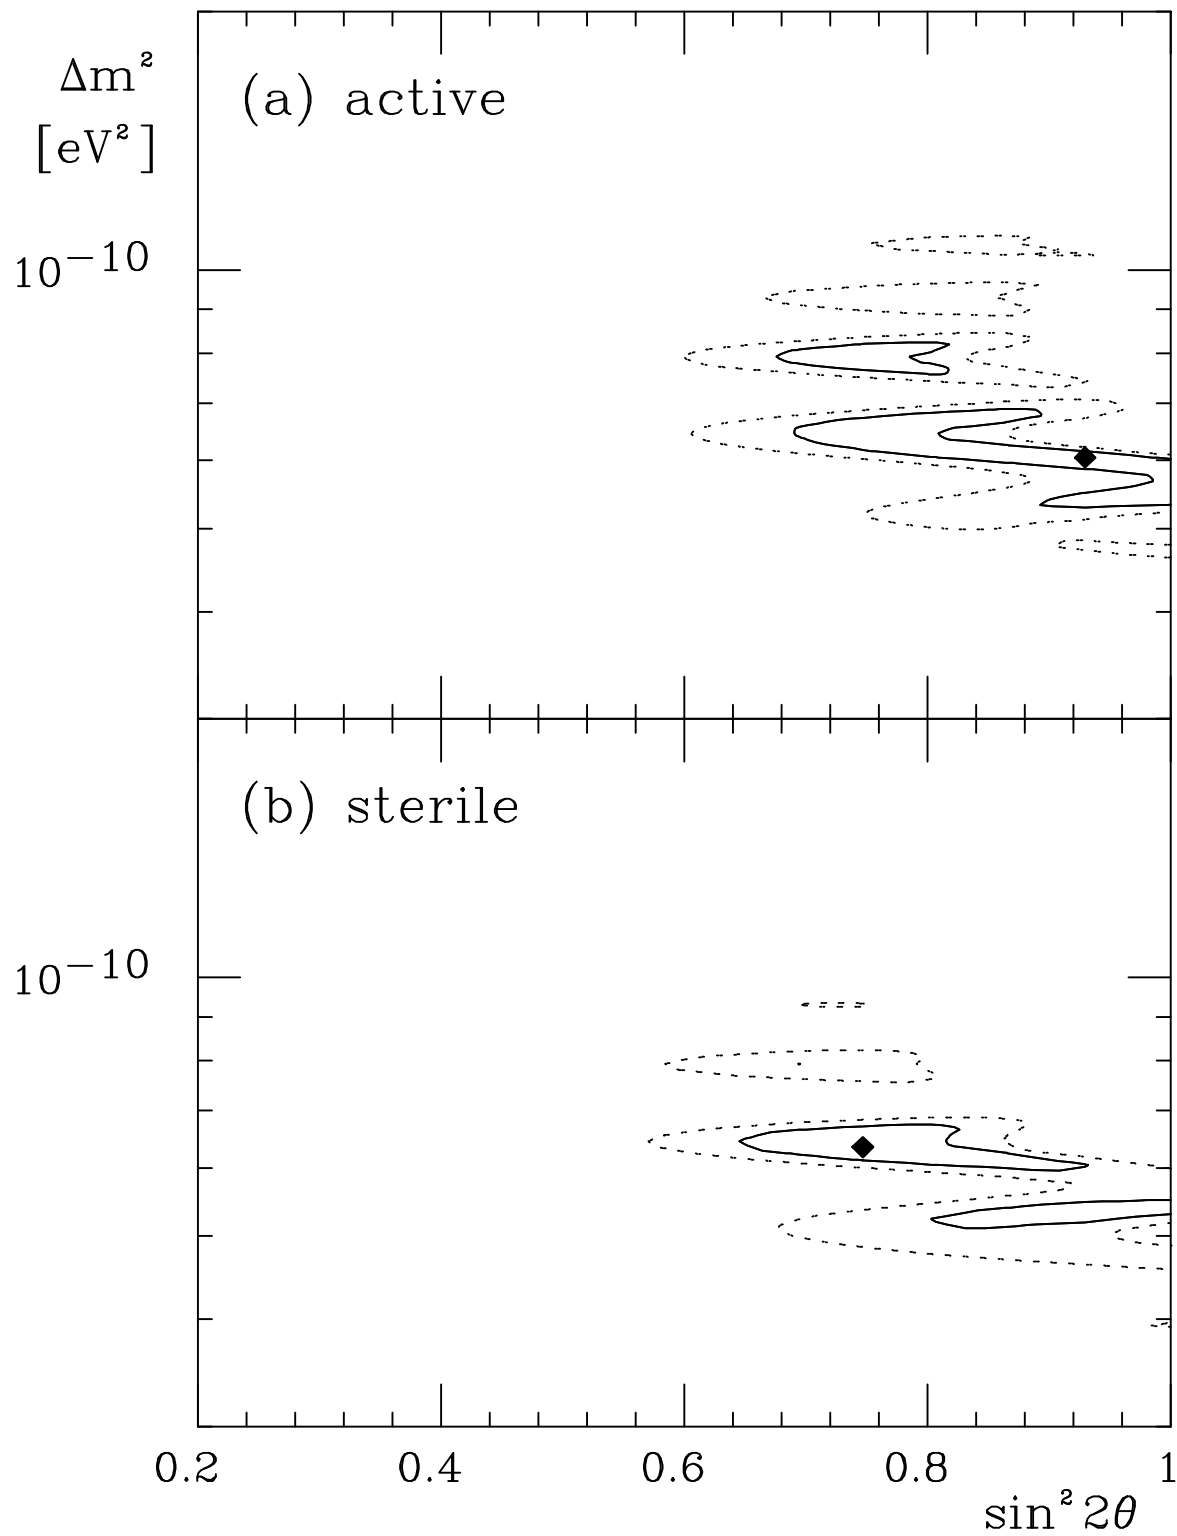 Δm²
[eV²]
(a) active
10⁻¹⁰
(b) sterile
10⁻¹⁰
0.2 0.4 0.6 0.8 1
sin²2θ